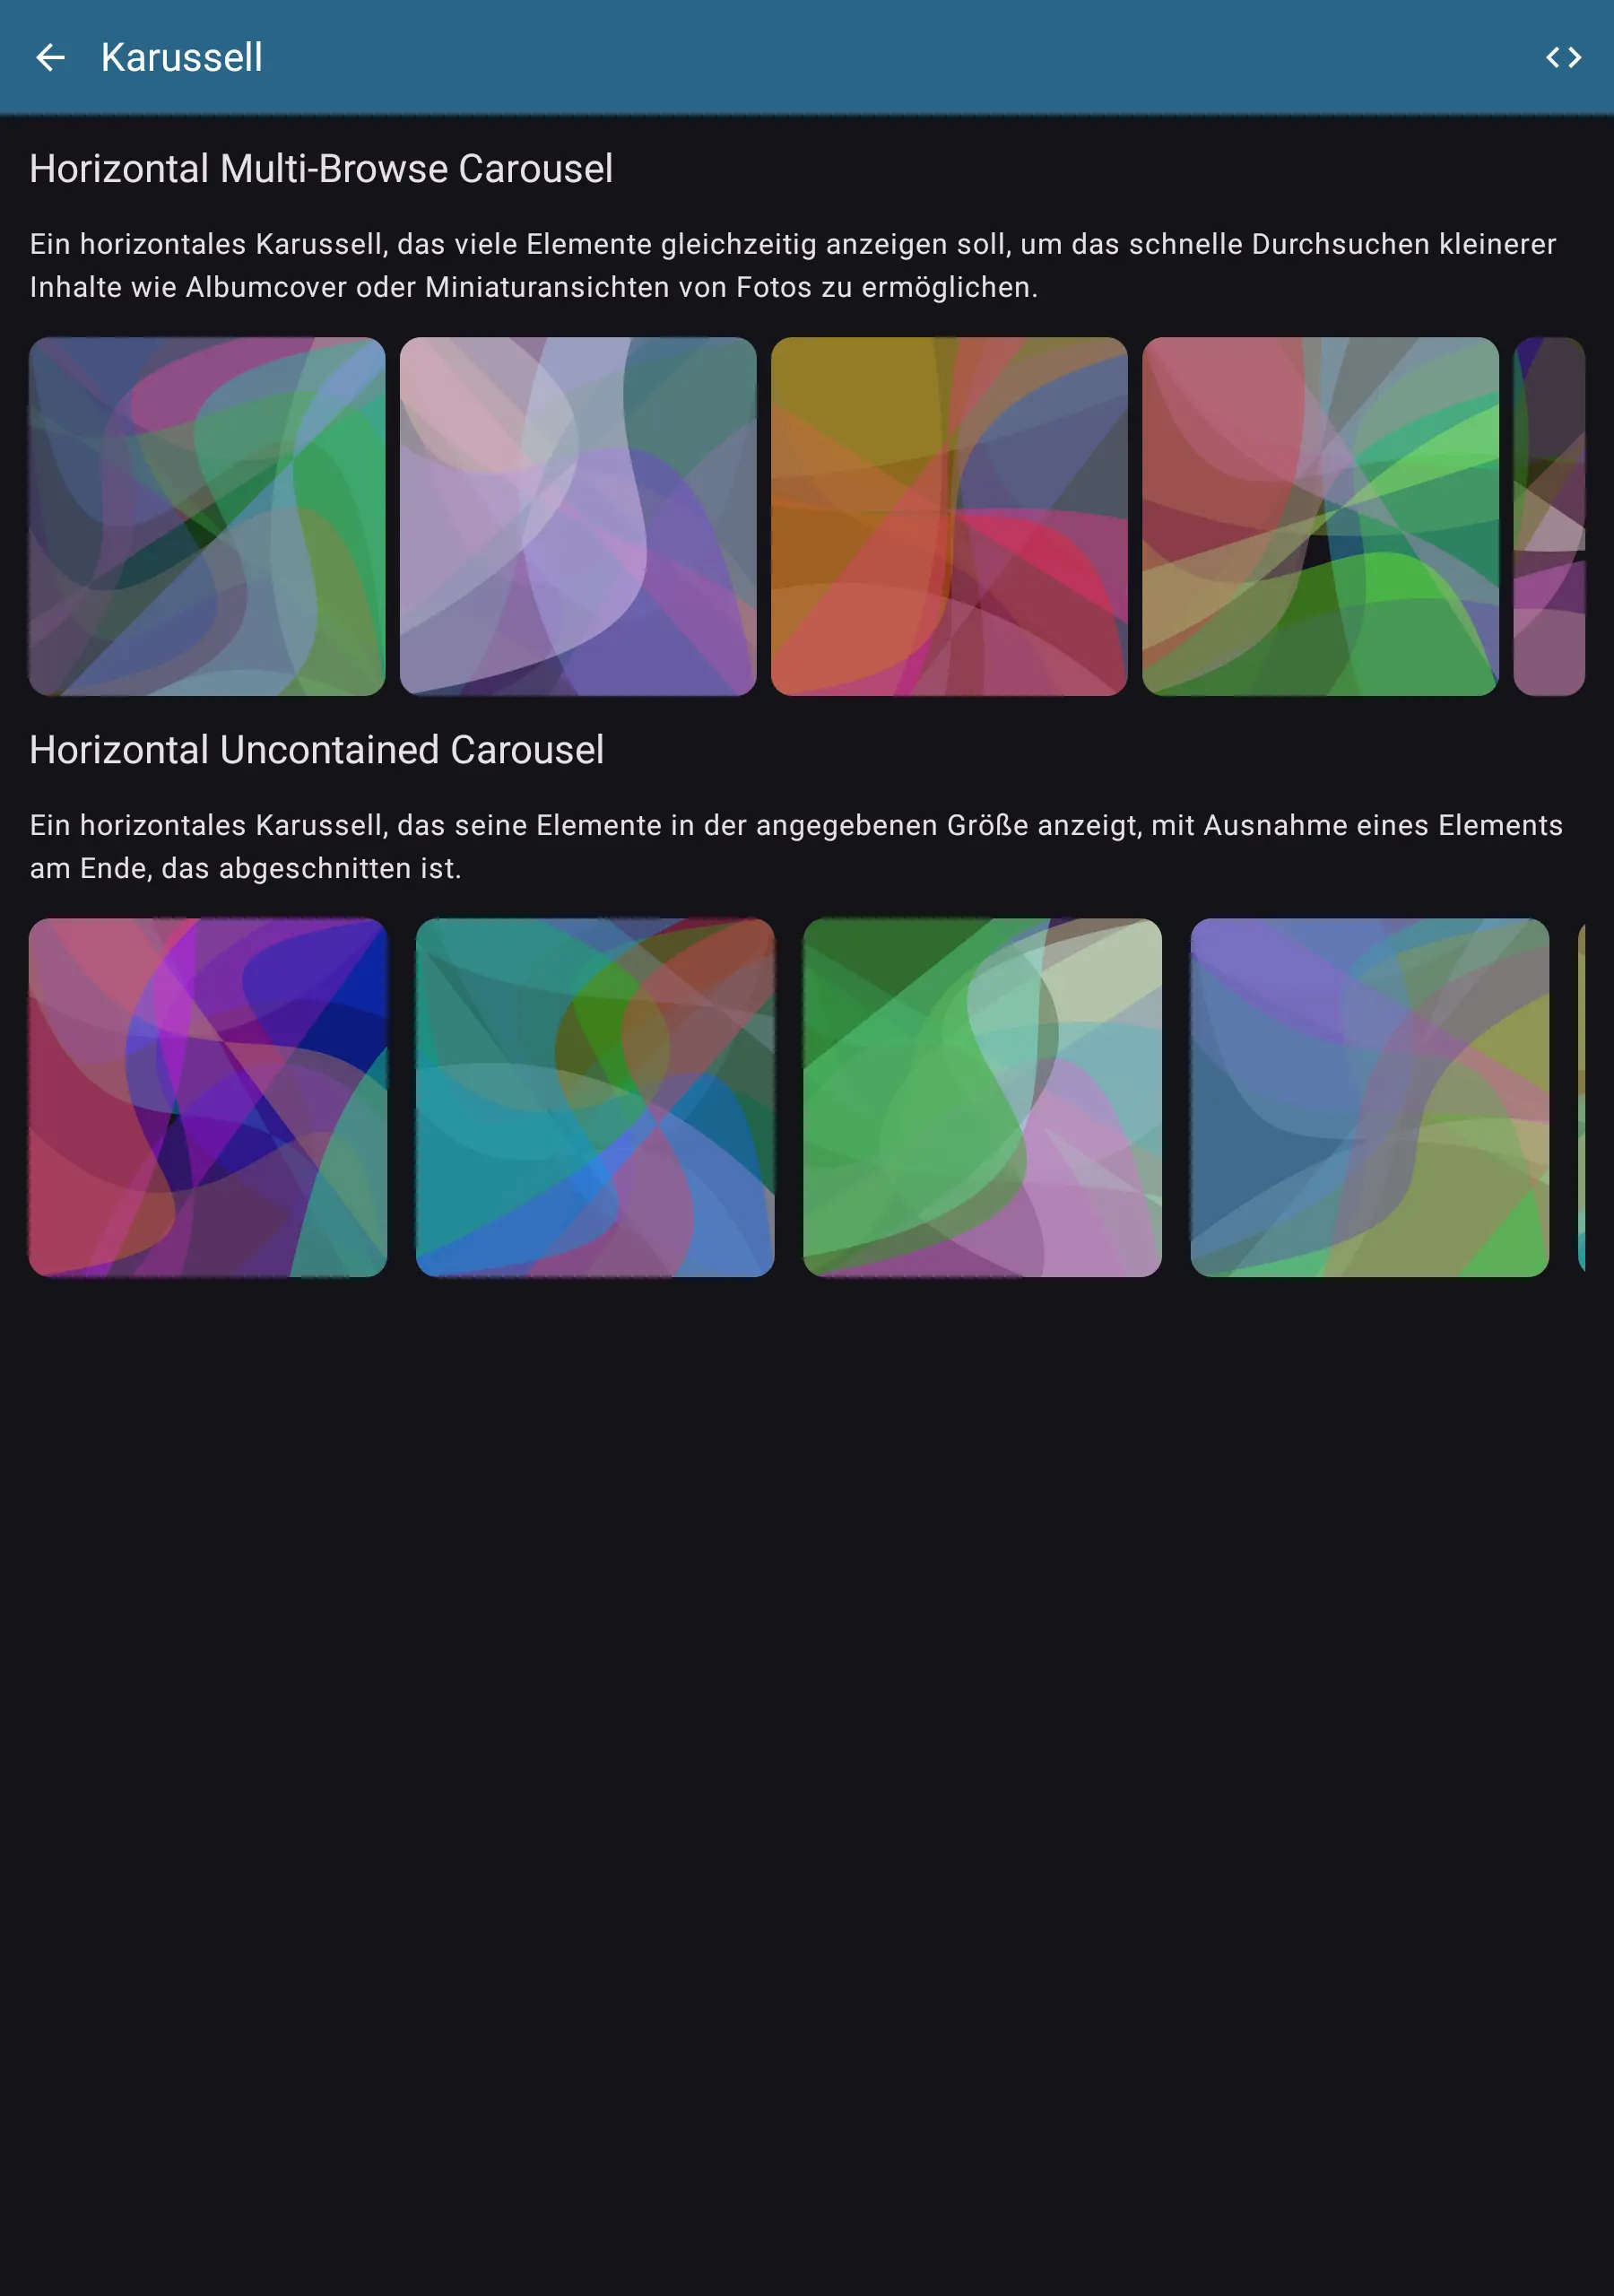 Karussell
Horizontal Multi-Browse Carousel
Ein horizontales Karussell, das viele Elemente gleichzeitig anzeigen soll, um das schnelle Durchsuchen kleinerer
Inhalte wie Albumcover oder Miniaturansichten von Fotos zu ermöglichen.
Horizontal Uncontained Carousel
Ein horizontales Karussell, das seine Elemente in der angegebenen Größe anzeigt, mit Ausnahme eines Elements
am Ende, das abgeschnitten ist.